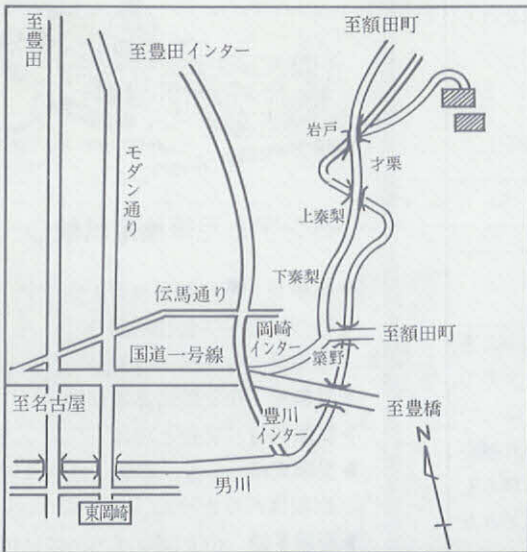 至豊田
至豊田インター
至額田町
モダン通り
岩戸
才栗
上秦梨
下秦梨
伝馬通り
岡崎
インター
国道一号線
簗野
至額田町
至名古屋
豊川
インター
至豊橋
男川
N
東岡崎